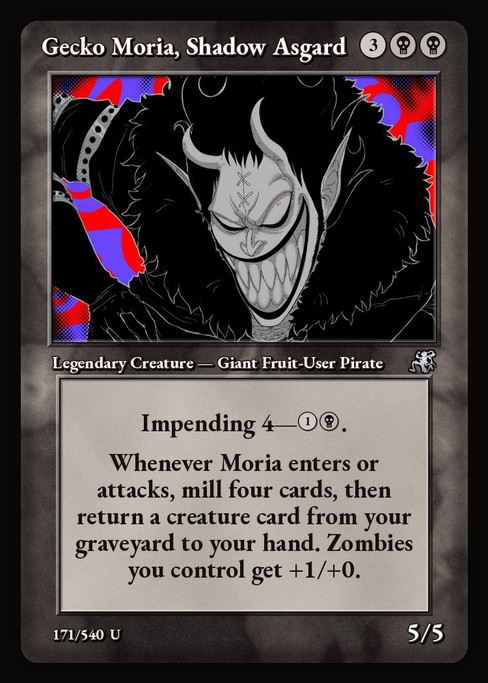 Gecko Moria, Shadow Asgard 3
Legendary Creature — Giant Fruit-User Pirate
Impending 4—1.
Whenever Moria enters or
attacks, mill four cards, then
return a creature card from your
graveyard to your hand. Zombies
you control get +1/+0.
171/540 U 5/5